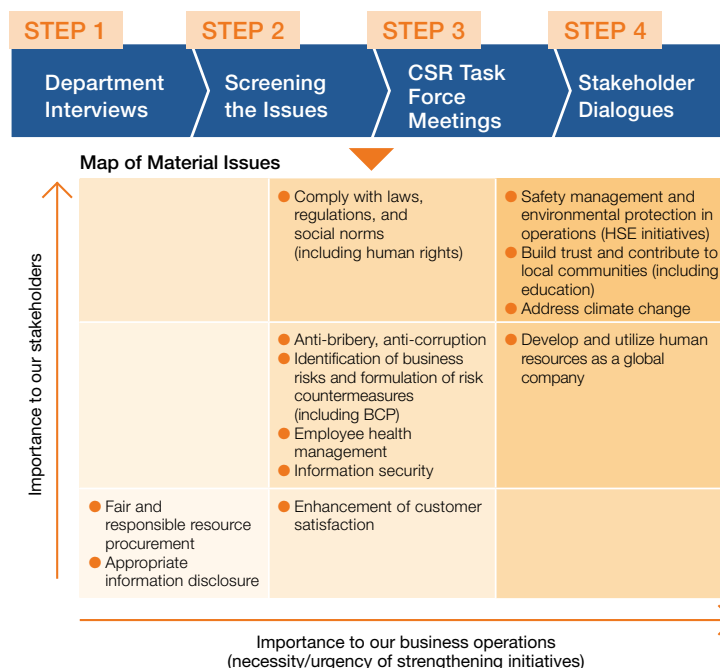 STEP 1
STEP 2
STEP 3
STEP 4
Department
Interviews
Screening
the Issues
CSR Task
Force
Meetings
Stakeholder
Dialogues
Map of Material Issues
Importance to our stakeholders
● Comply with laws,
regulations, and
social norms
(including human rights)
● Safety management and
environmental protection in
operations (HSE initiatives)
● Build trust and contribute to
local communities (including
education)
● Address climate change
● Anti-bribery, anti-corruption
● Identification of business
risks and formulation of risk
countermeasures
(including BCP)
● Employee health
management
● Information security
● Develop and utilize human
resources as a global
company
● Fair and
responsible resource
procurement
● Appropriate
information disclosure
● Enhancement of customer
satisfaction
Importance to our business operations
(necessity/urgency of strengthening initiatives)